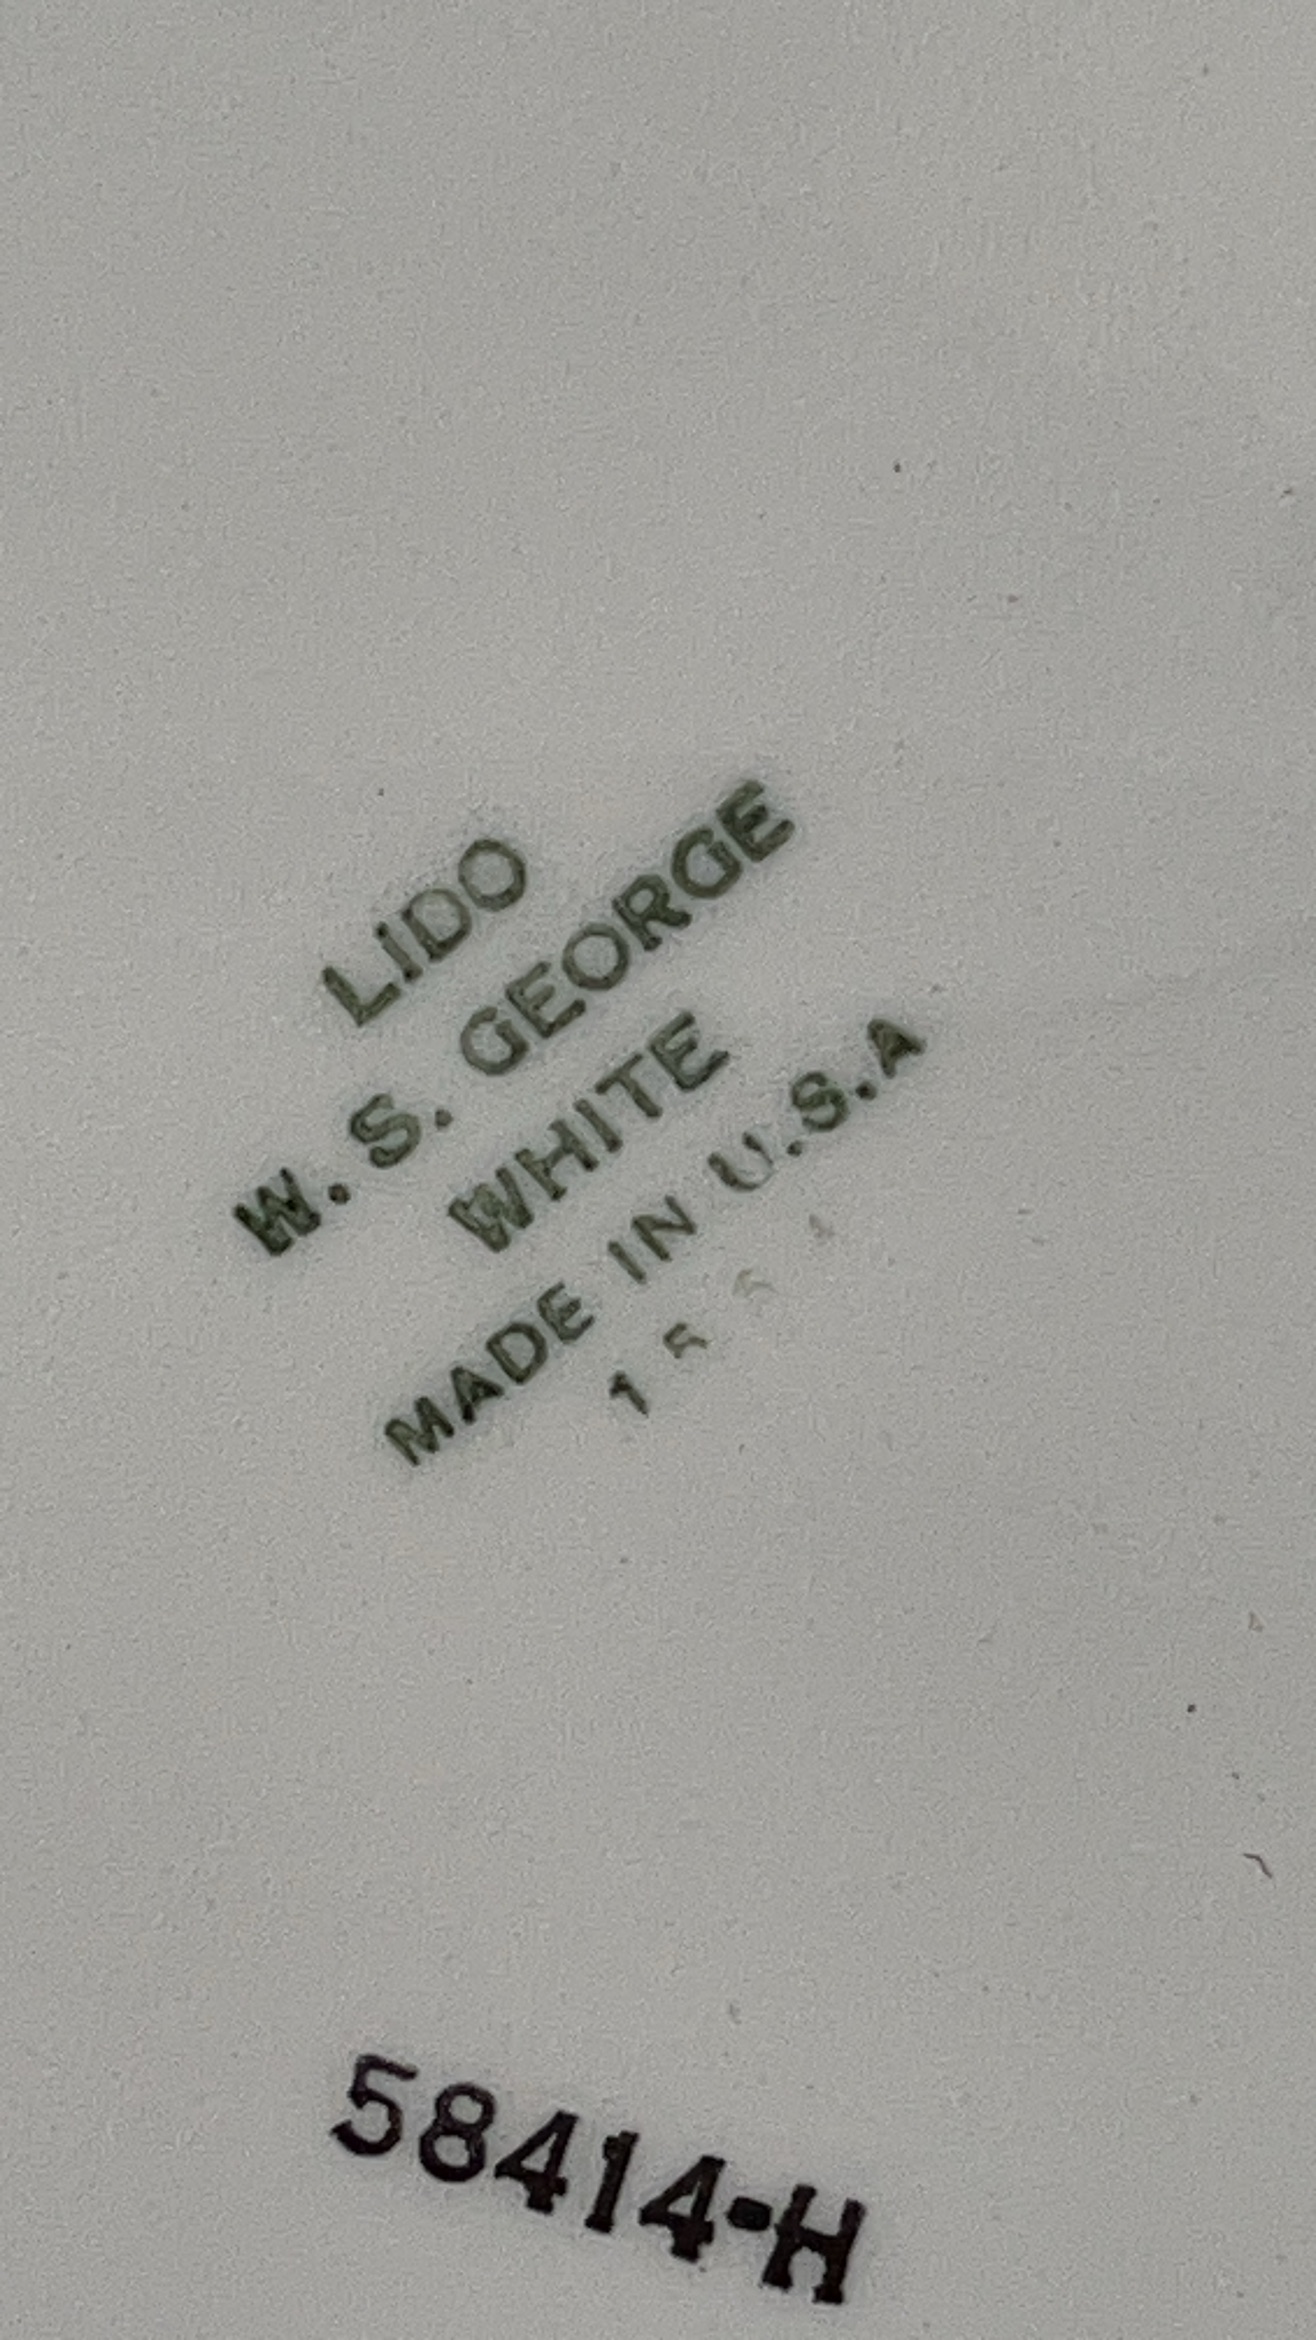 LIDO
W. S. GEORGE
WHITE
MADE IN U.S.A
58414-H